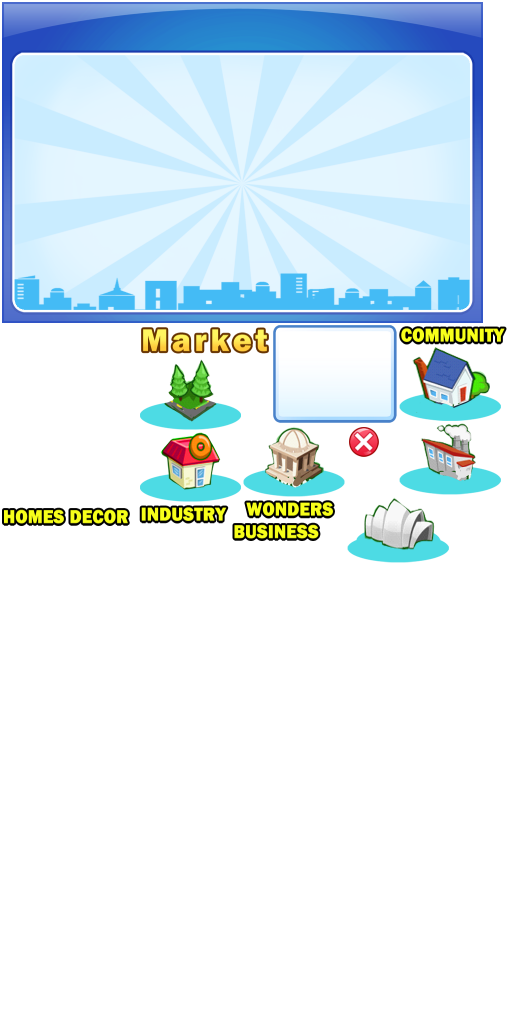 Market
COMMUNITY
HOMES DECOR
INDUSTRY
WONDERS
BUSINESS